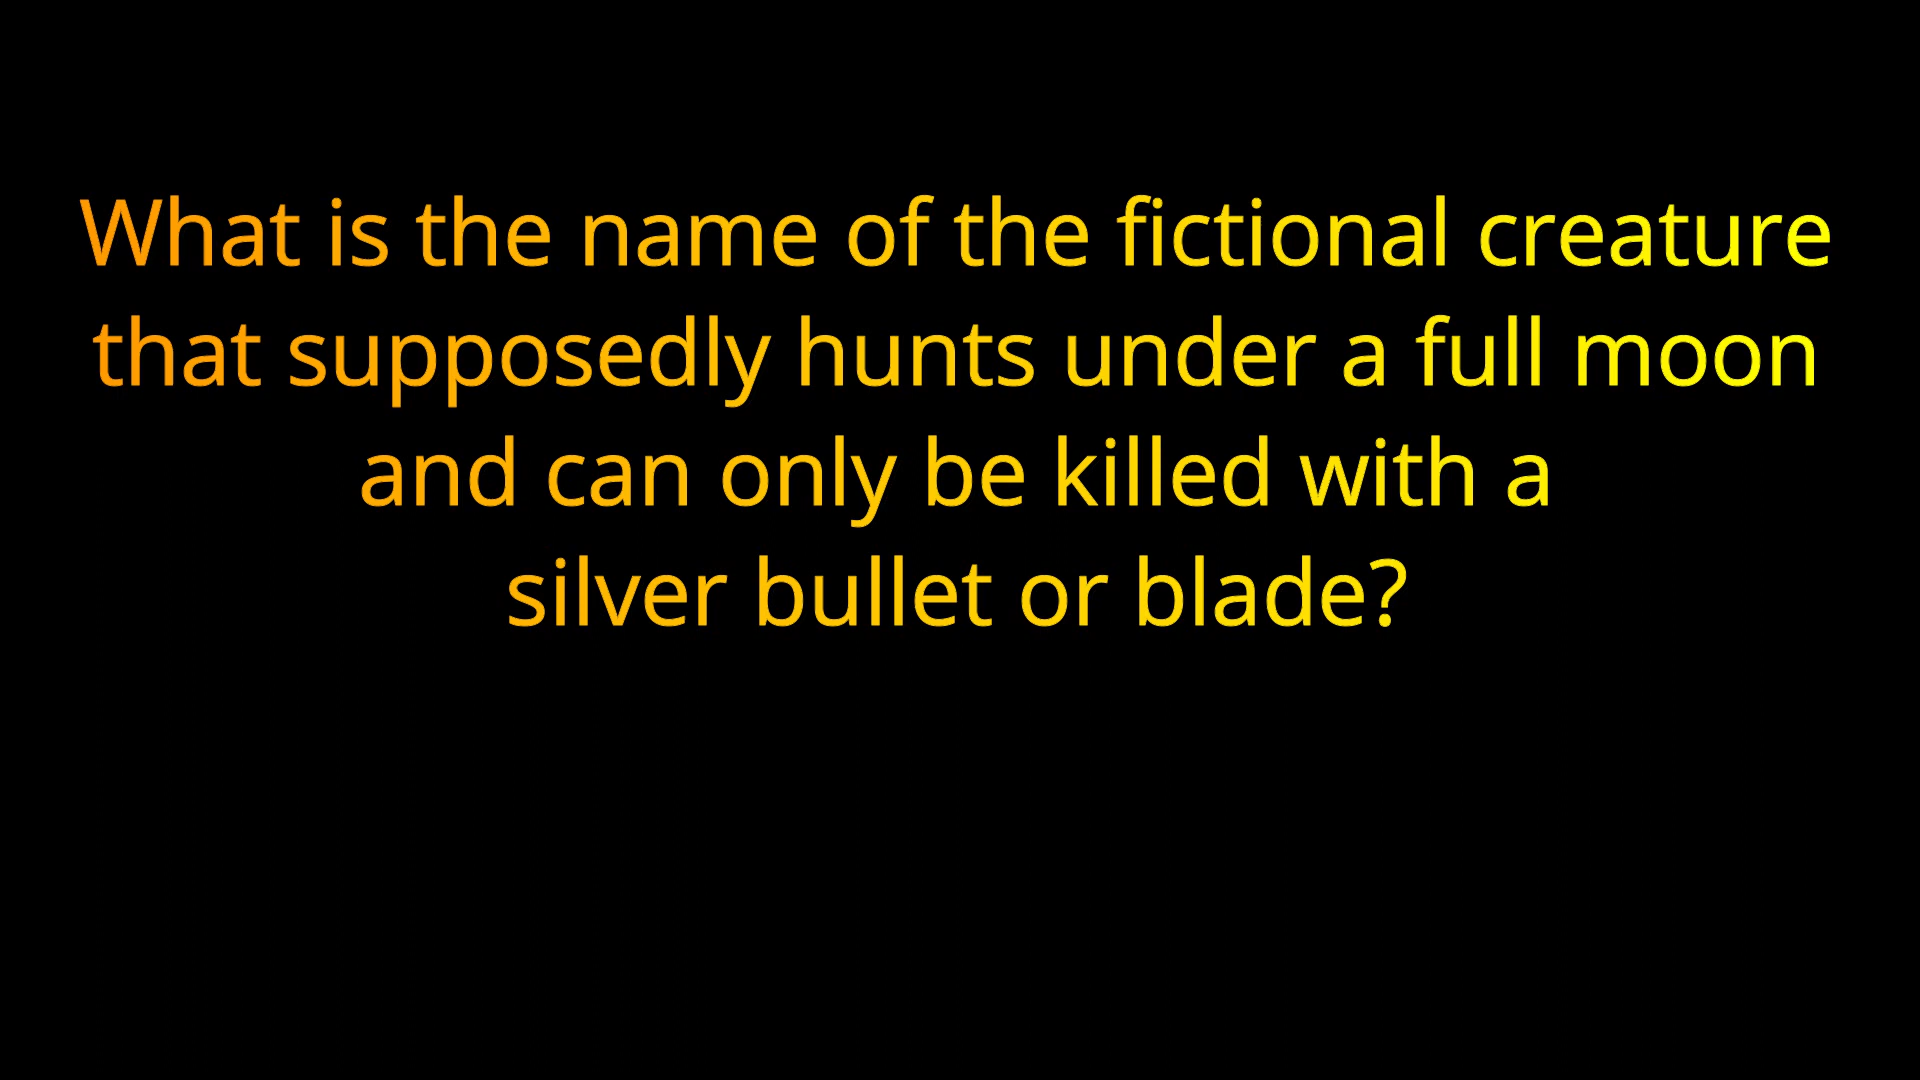 What is the name of the fictional creature
that supposedly hunts under a full moon
and can only be killed with a
silver bullet or blade?